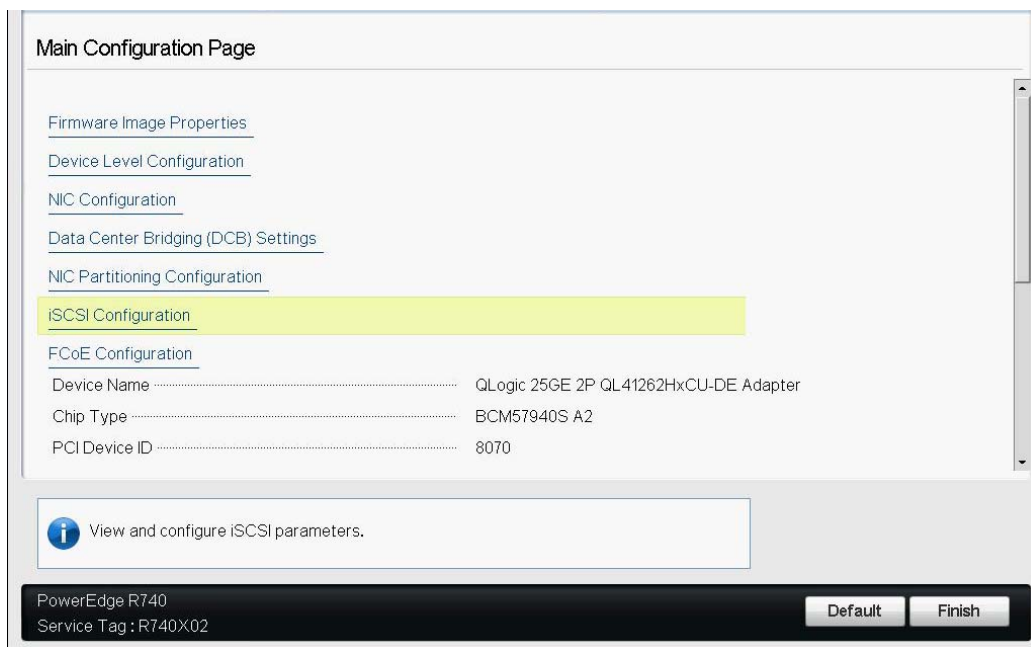 Main Configuration Page
Firmware Image Properties
Device Level Configuration
NIC Configuration
Data Center Bridging (DCB) Settings
NIC Partitioning Configuration
iSCSI Configuration
FCoE Configuration
Device Name QLogic 25GE 2P QL41262HxCU-DE Adapter
Chip Type BCM57940S A2
PCI Device ID 8070
View and configure iSCSI parameters.
PowerEdge R740
Service Tag : R740X02
Default Finish